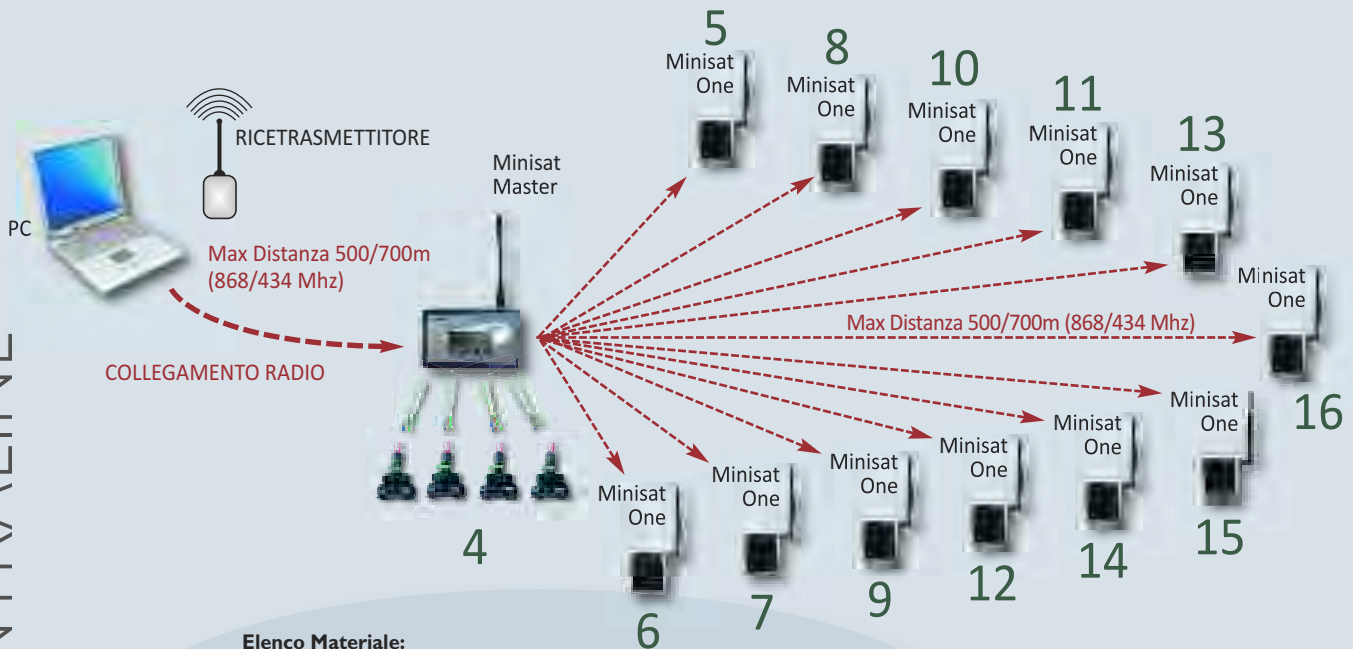 5
Minisat
One
8
Minisat
One
10
Minisat
One
11
Minisat
One
13
Minisat
One
RICETRASMETTITORE
Minisat
Master
PC
Max Distanza 500/700m
(868/434 Mhz)
Minisat
One
16
Max Distanza 500/700m (868/434 Mhz)
COLLEGAMENTO RADIO
Minisat
One
15
Minisat
One
14
Minisat
One
12
Minisat
One
9
Minisat
One
7
Minisat
One
6
4
Elenco Materiale: